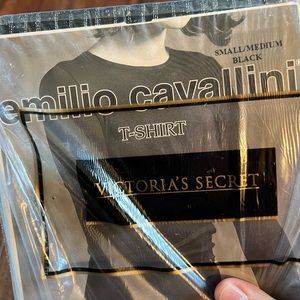 SMALL/MEDIUM
BLACK
emilio cavallini
T-SHIRT
VICTORIA'S SECRET